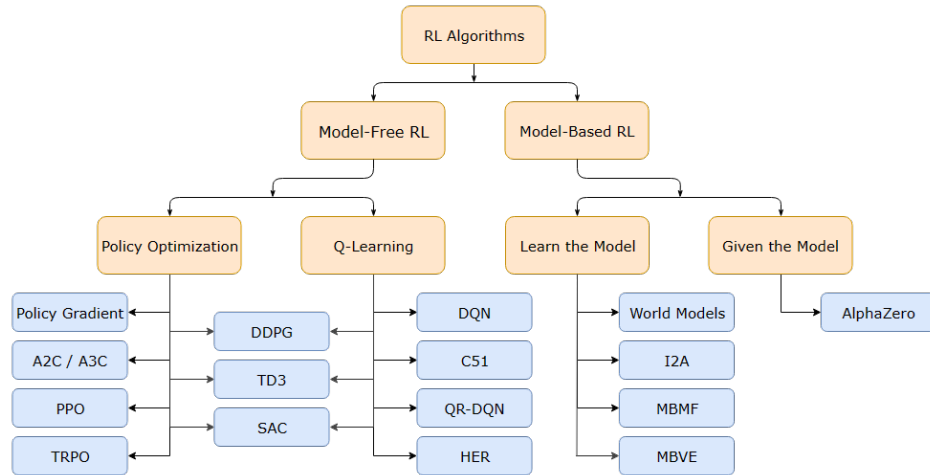 RL Algorithms
Model-Free RL
Model-Based RL
Policy Optimization
Q-Learning
Learn the Model
Given the Model
Policy Gradient
A2C / A3C
PPO
TRPO
DDPG
TD3
SAC
DQN
C51
QR-DQN
HER
World Models
I2A
MBMF
MBVE
AlphaZero